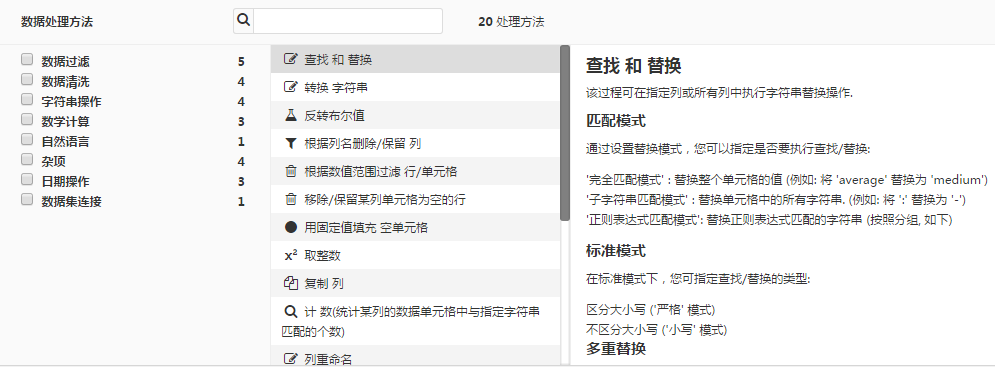 数据处理方法
20 处理方法
数据过滤 5
数据清洗 4
字符串操作 4
数学计算 3
自然语言 1
杂项 4
日期操作 3
数据集连接 1
查找 和 替换
转换 字符串
反转布尔值
根据列名删除/保留 列
根据数值范围过滤 行/单元格
移除/保留某列单元格为空的行
用固定值填充 空单元格
x² 取整数
复制 列
计 数(统计某列的数据单元格中与指定字符串
匹配的个数)
列重命名
查找 和 替换
该过程可在指定列或所有列中执行字符串替换操作.
匹配模式
通过设置替换模式，您可以指定是否要执行查找/替换:
'完全匹配模式' : 替换整个单元格的值 (例如: 将 'average' 替换为 'medium')
'子字符串匹配模式' : 替换单元格中的所有字符串. (例如: 将 ':' 替换为 '-')
'正则表达式匹配模式': 替换正则表达式匹配的字符串 (按照分组, 如下)
标准模式
在标准模式下，您可指定查找/替换的类型:
区分大小写 ('严格' 模式)
不区分大小写 ('小写' 模式)
多重替换